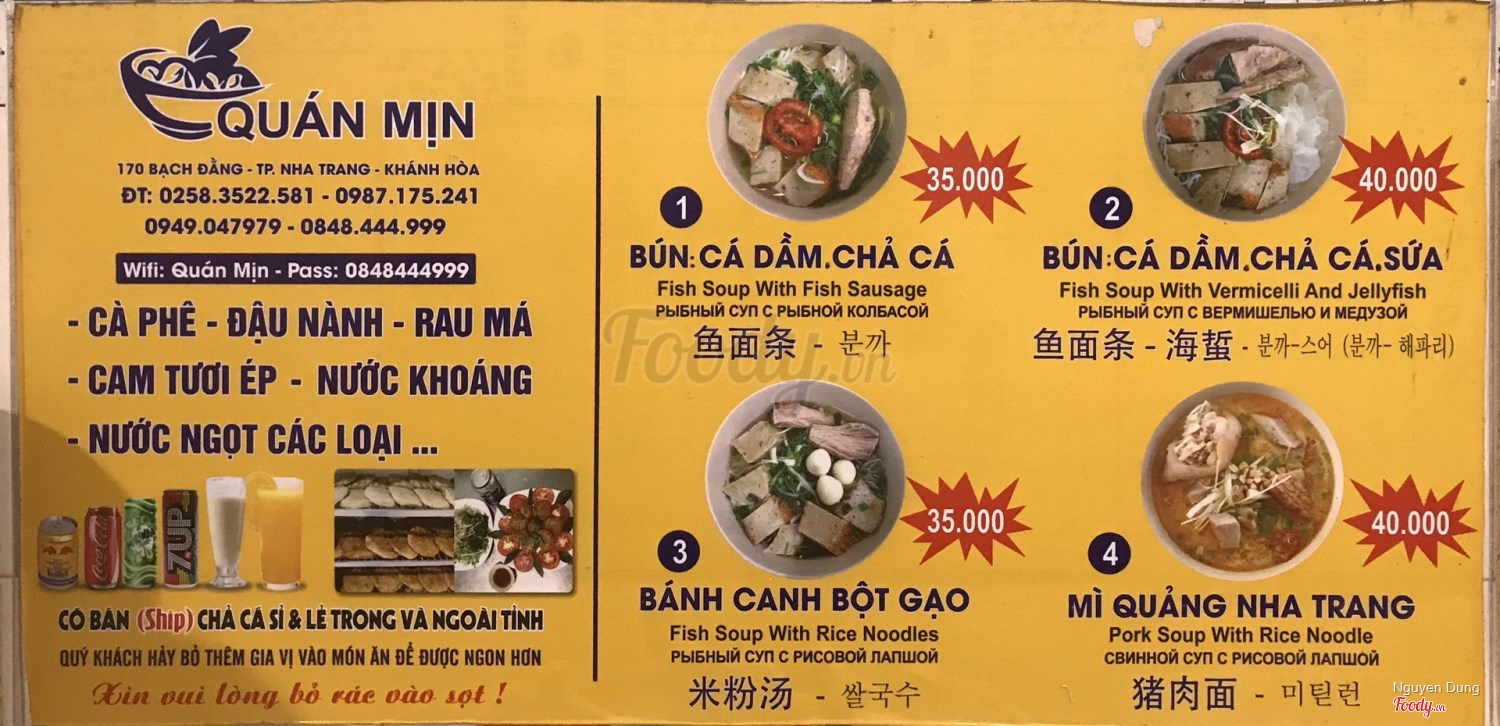 QUÁN MỊN
170 BẠCH ĐẰNG - TP. NHA TRANG - KHÁNH HÒA
ĐT: 0258.3522.581 - 0987.175.241
0949.047979 - 0848.444.999
Wifi: Quán Mịn - Pass: 0848444999
- CÀ PHÊ - ĐẬU NÀNH - RAU MÁ
- CAM TƯƠI ÉP - NƯỚC KHOÁNG
- NƯỚC NGỌT CÁC LOẠI ...
Coca-Cola
7UP
CÓ BÁN (Ship) CHẢ CÁ SỈ & LẺ TRONG VÀ NGOÀI TỈNH
QUÝ KHÁCH HẢY BỎ THÊM GIA VỊ VÀO MÓN ĂN ĐỂ ĐƯỢC NGON HƠN
Xin vui lòng bỏ rác vào sọt !
35.000
1
BÚN: CÁ DẦM. CHẢ CÁ
Fish Soup With Fish Sausage
РЫБНЫЙ СУП С РЫБНОЙ КОЛБАСОЙ
鱼面条 - 분까
40.000
2
BÚN: CÁ DẦM. CHẢ CÁ. SỨA
Fish Soup With Vermicelli And Jellyfish
РЫБНЫЙ СУП С ВЕРМИШЕЛЬЮ И МЕДУЗОЙ
鱼面条 - 海蜇 - 분까-스어 (분까- 해파리)
35.000
3
BÁNH CANH BỘT GẠO
Fish Soup With Rice Noodles
РЫБНЫЙ СУП С РИСОВОЙ ЛАПШОЙ
米粉汤 - 쌀국수
40.000
4
MÌ QUẢNG NHA TRANG
Pork Soup With Rice Noodle
СВИННОЙ СУП С РИСОВОЙ ЛАПШОЙ
猪肉面 - 미틷런
Foody.vn
Nguyen Dung
Foody.vn